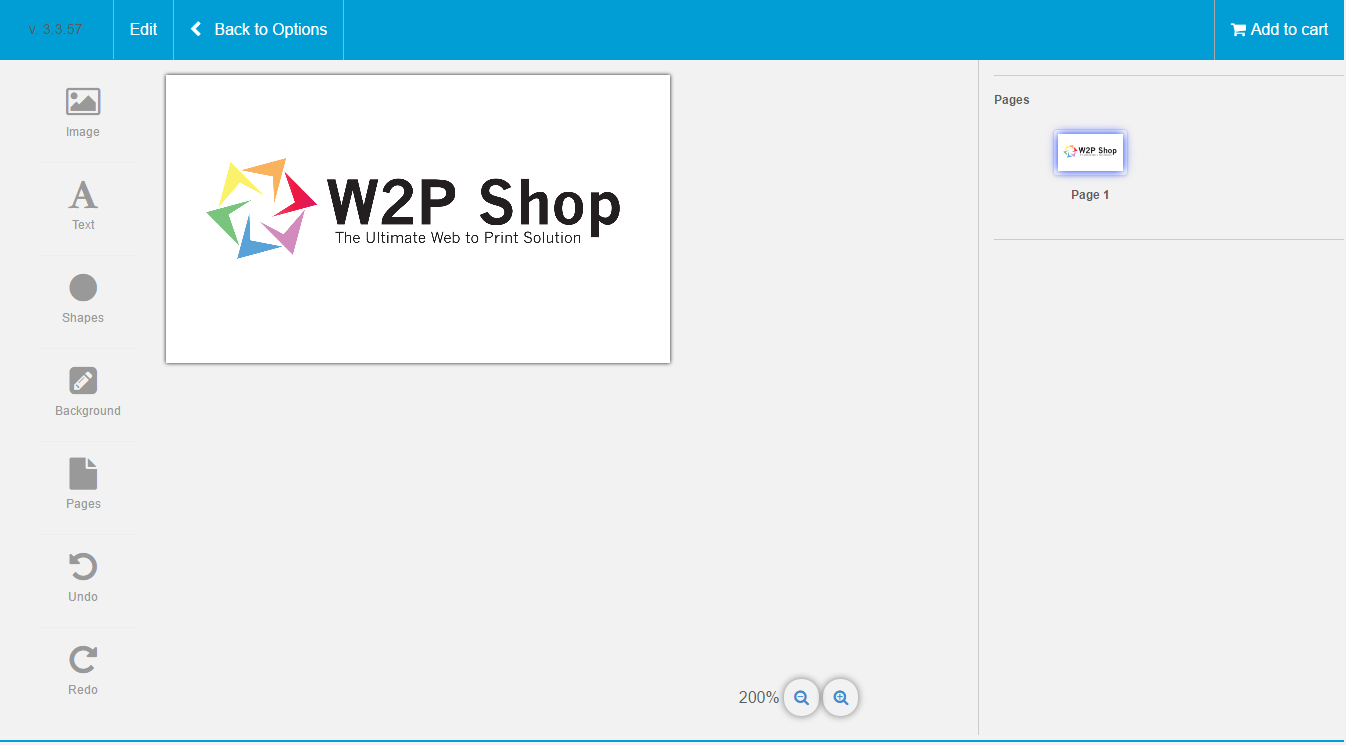 v. 3.3.57
Edit
Back to Options
Add to cart
Image
Text
Shapes
Background
Pages
Undo
Redo
W2P Shop
The Ultimate Web to Print Solution
200%
Pages
W2P Shop
Page 1